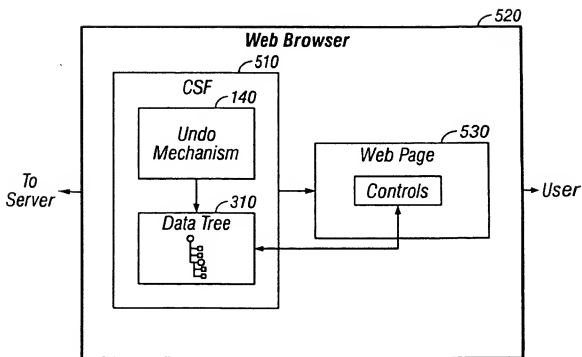 520
Web Browser
510
CSF
140
Undo
Mechanism
530
Web Page
Controls
To
Server
User
310
Data Tree